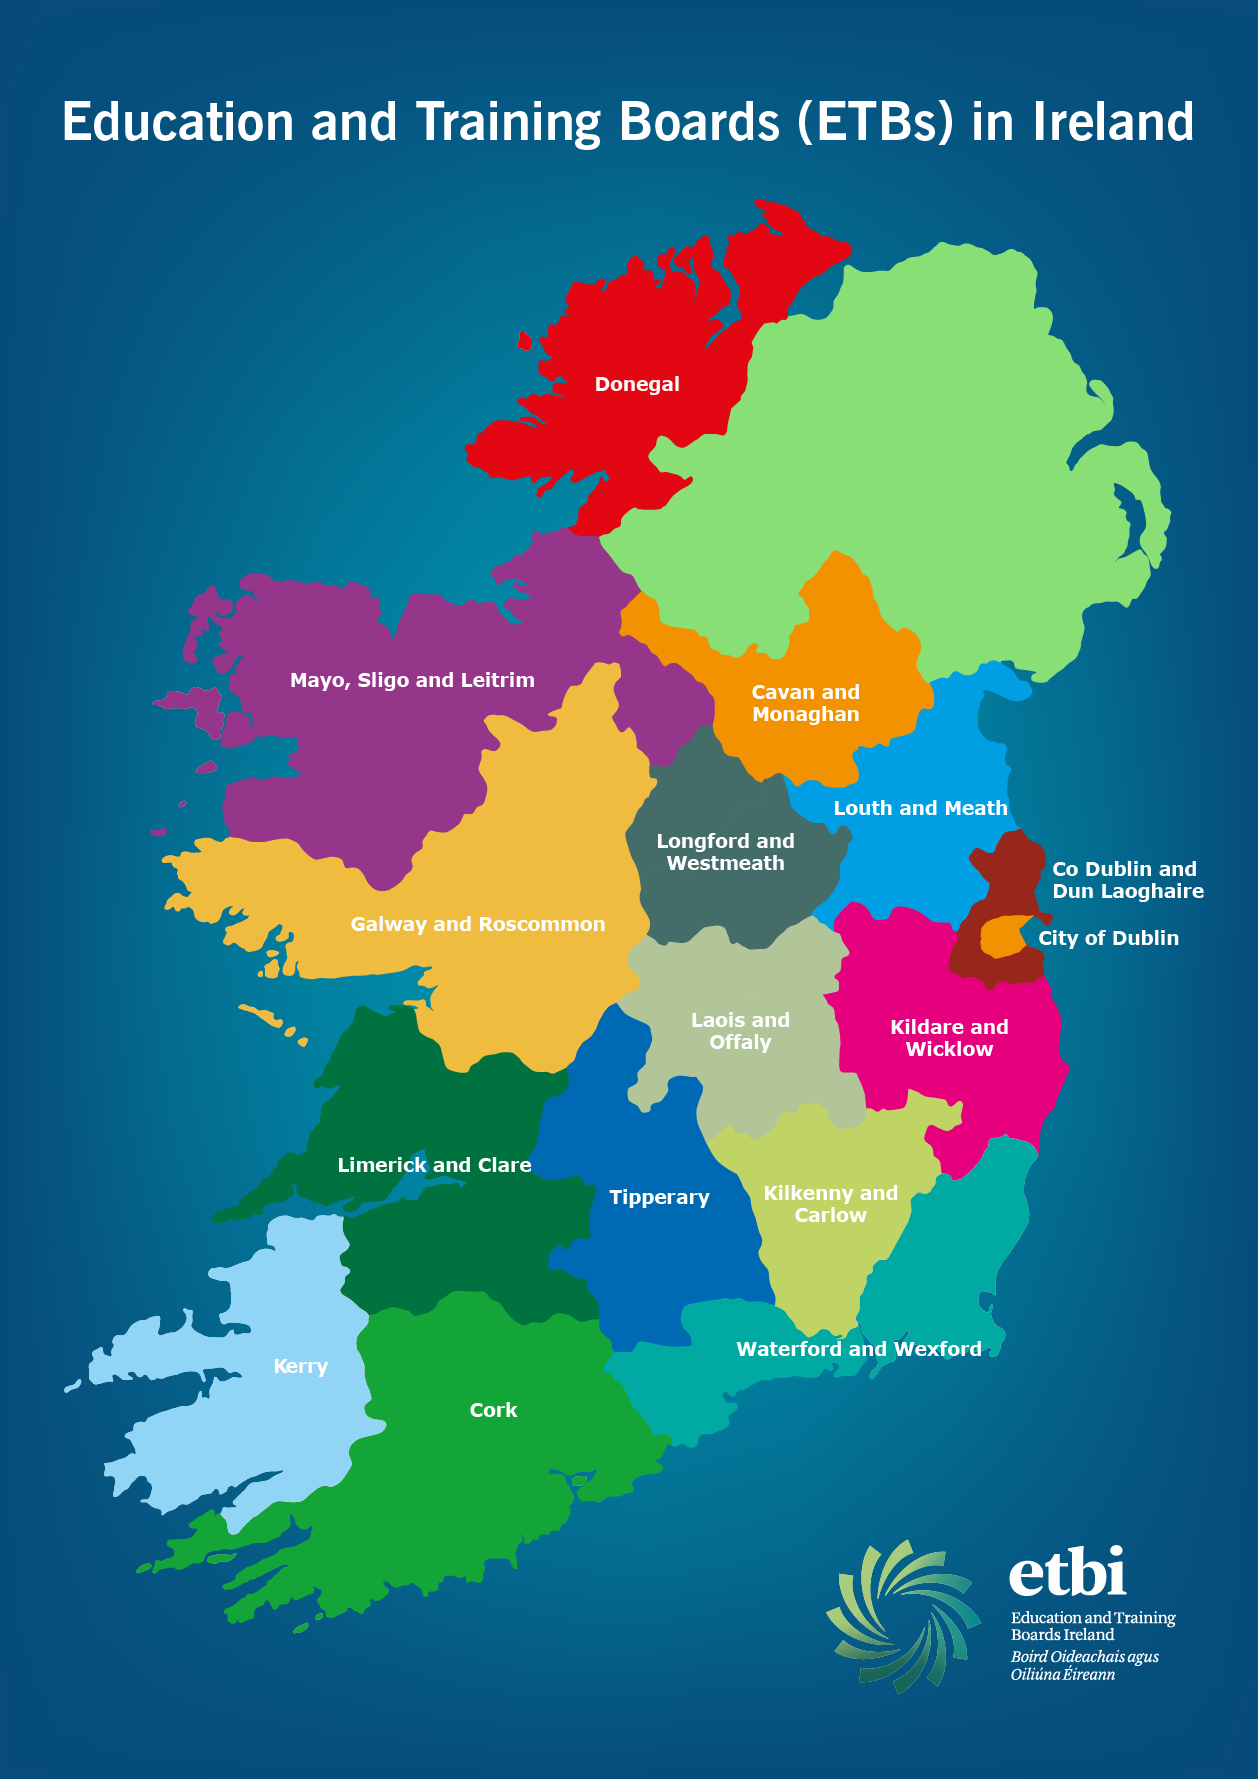 Education and Training Boards (ETBs) in Ireland
Donegal
Mayo, Sligo and Leitrim
Cavan and
Monaghan
Louth and Meath
Longford and
Westmeath
Co Dublin and
Dun Laoghaire
Galway and Roscommon
City of Dublin
Laois and
Offaly
Kildare and
Wicklow
Limerick and Clare
Tipperary
Kilkenny and
Carlow
Waterford and Wexford
Kerry
Cork
etbi
Education and Training
Boards Ireland
Boird Oideachais agus
Oiliúna Éireann